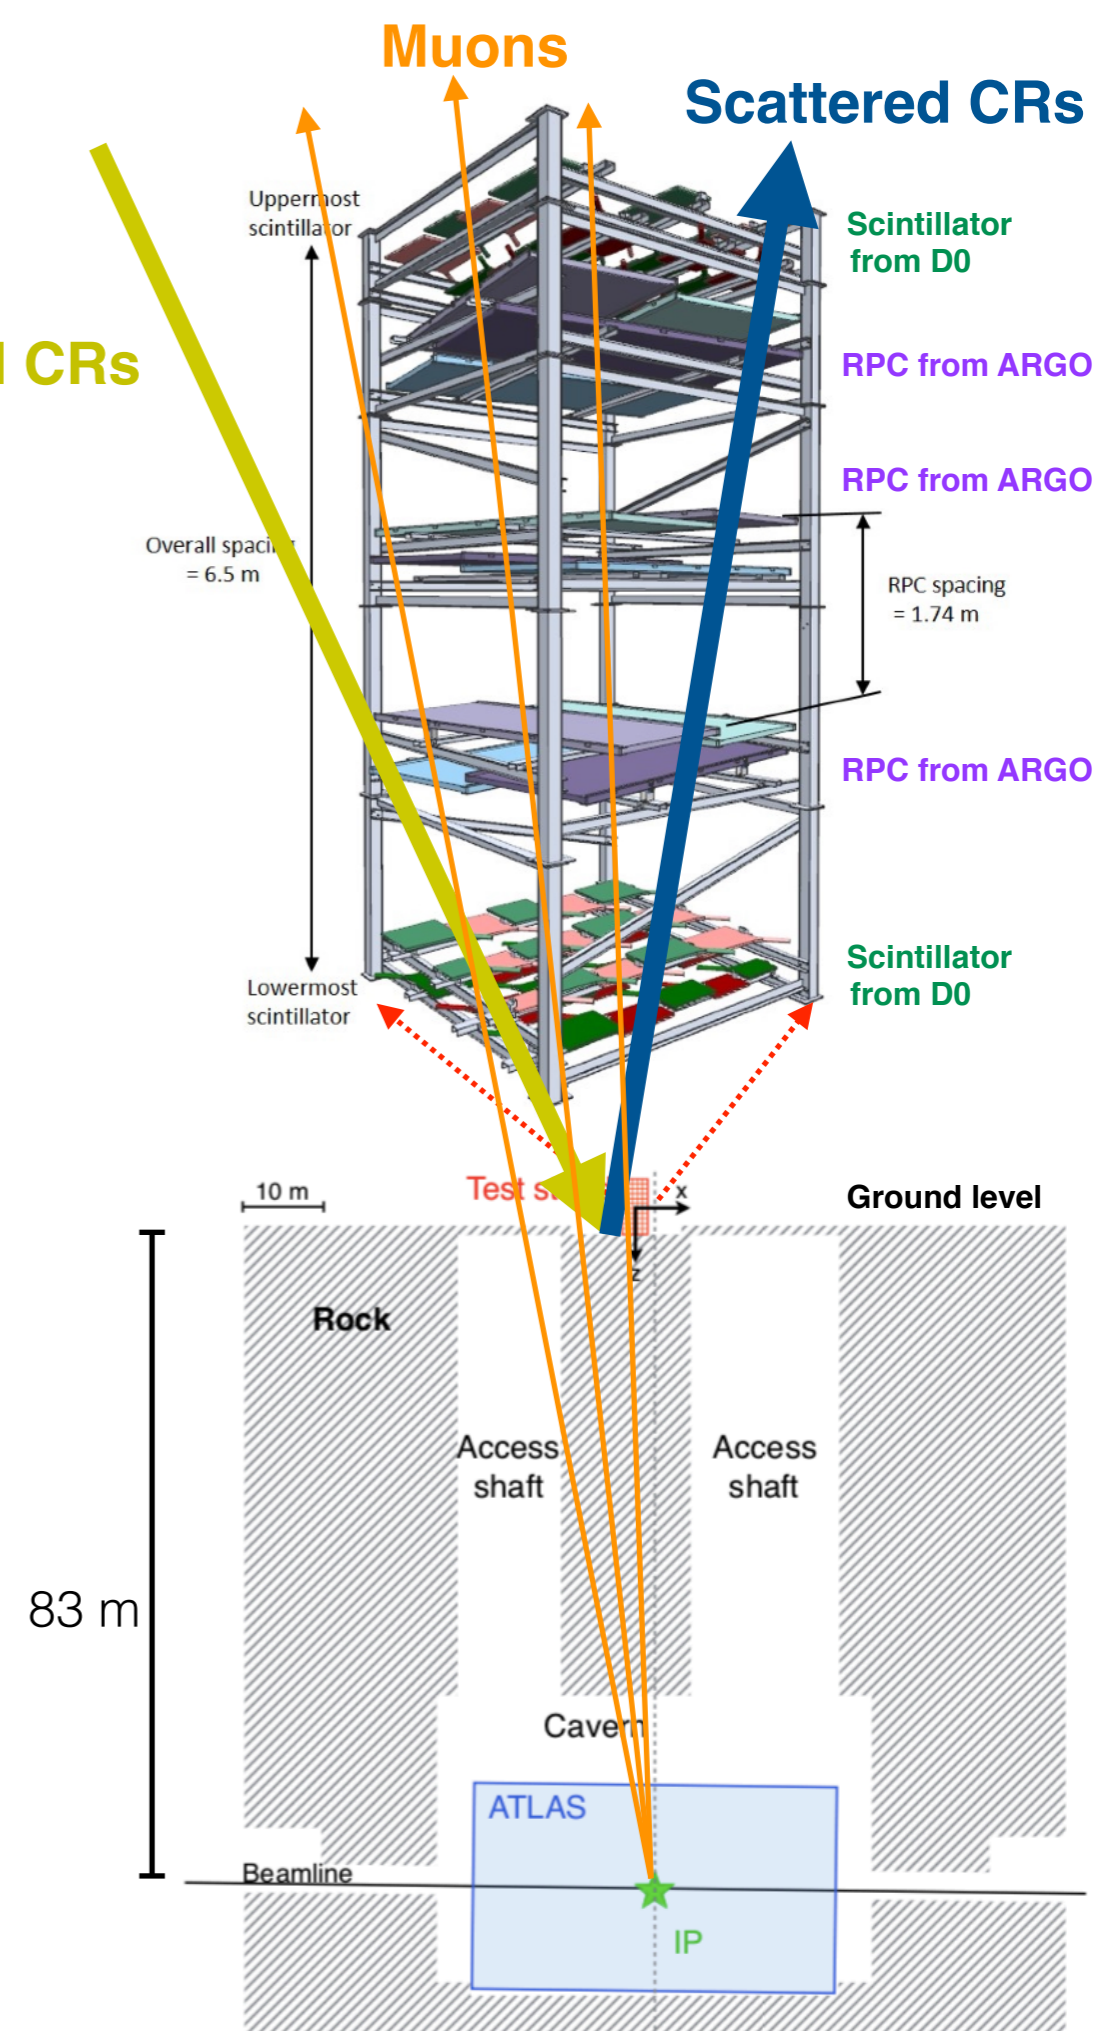 Muons
Scattered CRs
Uppermost
scintillator
Scintillator
from D0
CRs
RPC from ARGO
RPC from ARGO
Overall spacing
= 6.5 m
RPC spacing
= 1.74 m
RPC from ARGO
Scintillator
from D0
Lowermost
scintillator
10 m
Test
x
Ground level
z
Rock
Access
shaft
Access
shaft
83 m
Cavern
ATLAS
Beamline
IP